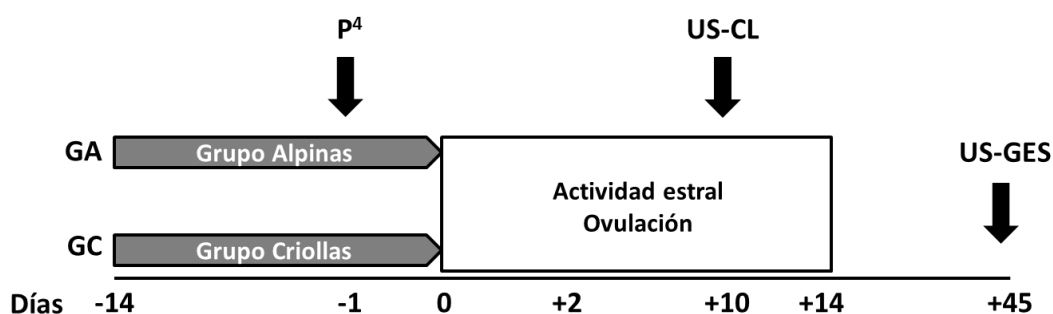 P⁴ US-CL
GA Grupo Alpinas
US-GES
Actividad estral
Ovulación
GC Grupo Criollas
Días -14 -1 0 +2 +10 +14 +45